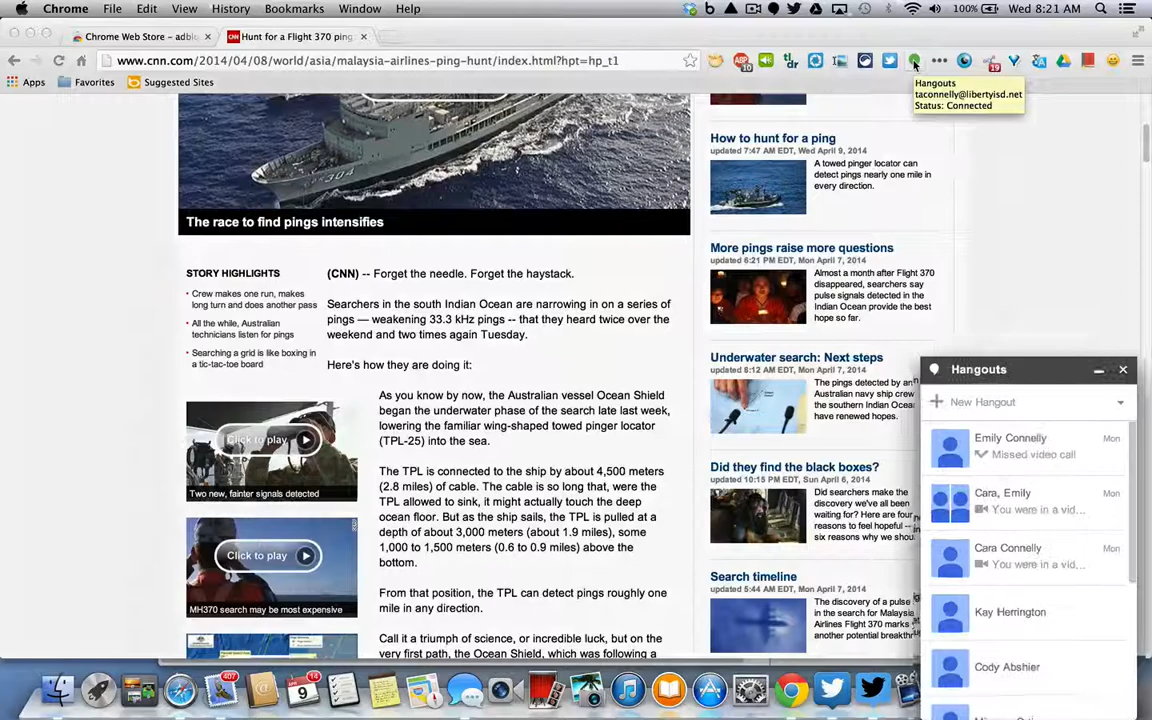 Chrome File Edit View History Bookmarks Window Help 100% Wed 8:21 AM
Chrome Web Store - adblo × CNN Hunt for a Flight 370 ping ×
www.cnn.com/2014/04/08/world/asia/malaysia-airlines-ping-hunt/index.html?hpt=hp_t1
ABP 10 tl;dr 19
Apps Favorites Suggested Sites
Hangouts
taconnelly@libertyisd.net
Status: Connected
304
The race to find pings intensifies
STORY HIGHLIGHTS
• Crew makes one run, makes
long turn and does another pass
• All the while, Australian
technicians listen for pings
• Searching a grid is like boxing in
a tic-tac-toe board
Click to play
Two new, fainter signals detected
Click to play
MH370 search may be most expensive
(CNN) -- Forget the needle. Forget the haystack.
Searchers in the south Indian Ocean are narrowing in on a series of
pings — weakening 33.3 kHz pings -- that they heard twice over the
weekend and two times again Tuesday.
Here's how they are doing it:
As you know by now, the Australian vessel Ocean Shield
began the underwater phase of the search late last week,
lowering the familiar wing-shaped towed pinger locator
(TPL-25) into the sea.
The TPL is connected to the ship by about 4,500 meters
(2.8 miles) of cable. The cable is so long that, were the
TPL allowed to sink, it might actually touch the deep
ocean floor. But as the ship sails, the TPL is pulled at a
depth of about 3,000 meters (about 1.9 miles), some
1,000 to 1,500 meters (0.6 to 0.9 miles) above the
bottom.
From that position, the TPL can detect pings roughly one
mile in any direction.
Call it a triumph of science, or incredible luck, but on the
very first path, the Ocean Shield, which was following a
How to hunt for a ping
updated 7:47 AM EDT, Wed April 9, 2014
A towed pinger locator can
detect pings nearly one mile in
every direction.
More pings raise more questions
updated 6:21 PM EDT, Mon April 7, 2014
Almost a month after Flight 370
disappeared, searchers say
pulse signals detected in the
Indian Ocean provide the best
hope so far.
Underwater search: Next steps
updated 8:12 AM EDT, Mon April 7, 2014
The pings detected by an
Australian navy ship crew
the southern Indian Ocea
have renewed hopes.
Did they find the black boxes?
updated 10:15 PM EDT, Sun April 6, 2014
Did searchers make the
discovery we've all been
waiting for? Here are four
reasons to feel hopeful --
six reasons why we shou
Search timeline
updated 5:44 AM EDT, Mon April 7, 2014
The discovery of a pulse
in the search for Malaysia
Airlines Flight 370 marks
another potential breakthr
Hangouts
New Hangout
Emily Connelly Mon
Missed video call
Cara, Emily Mon
You were in a vid...
Cara Connelly Mon
You were in a vid...
Kay Herrington
Cody Abshier
407 APR 9 14